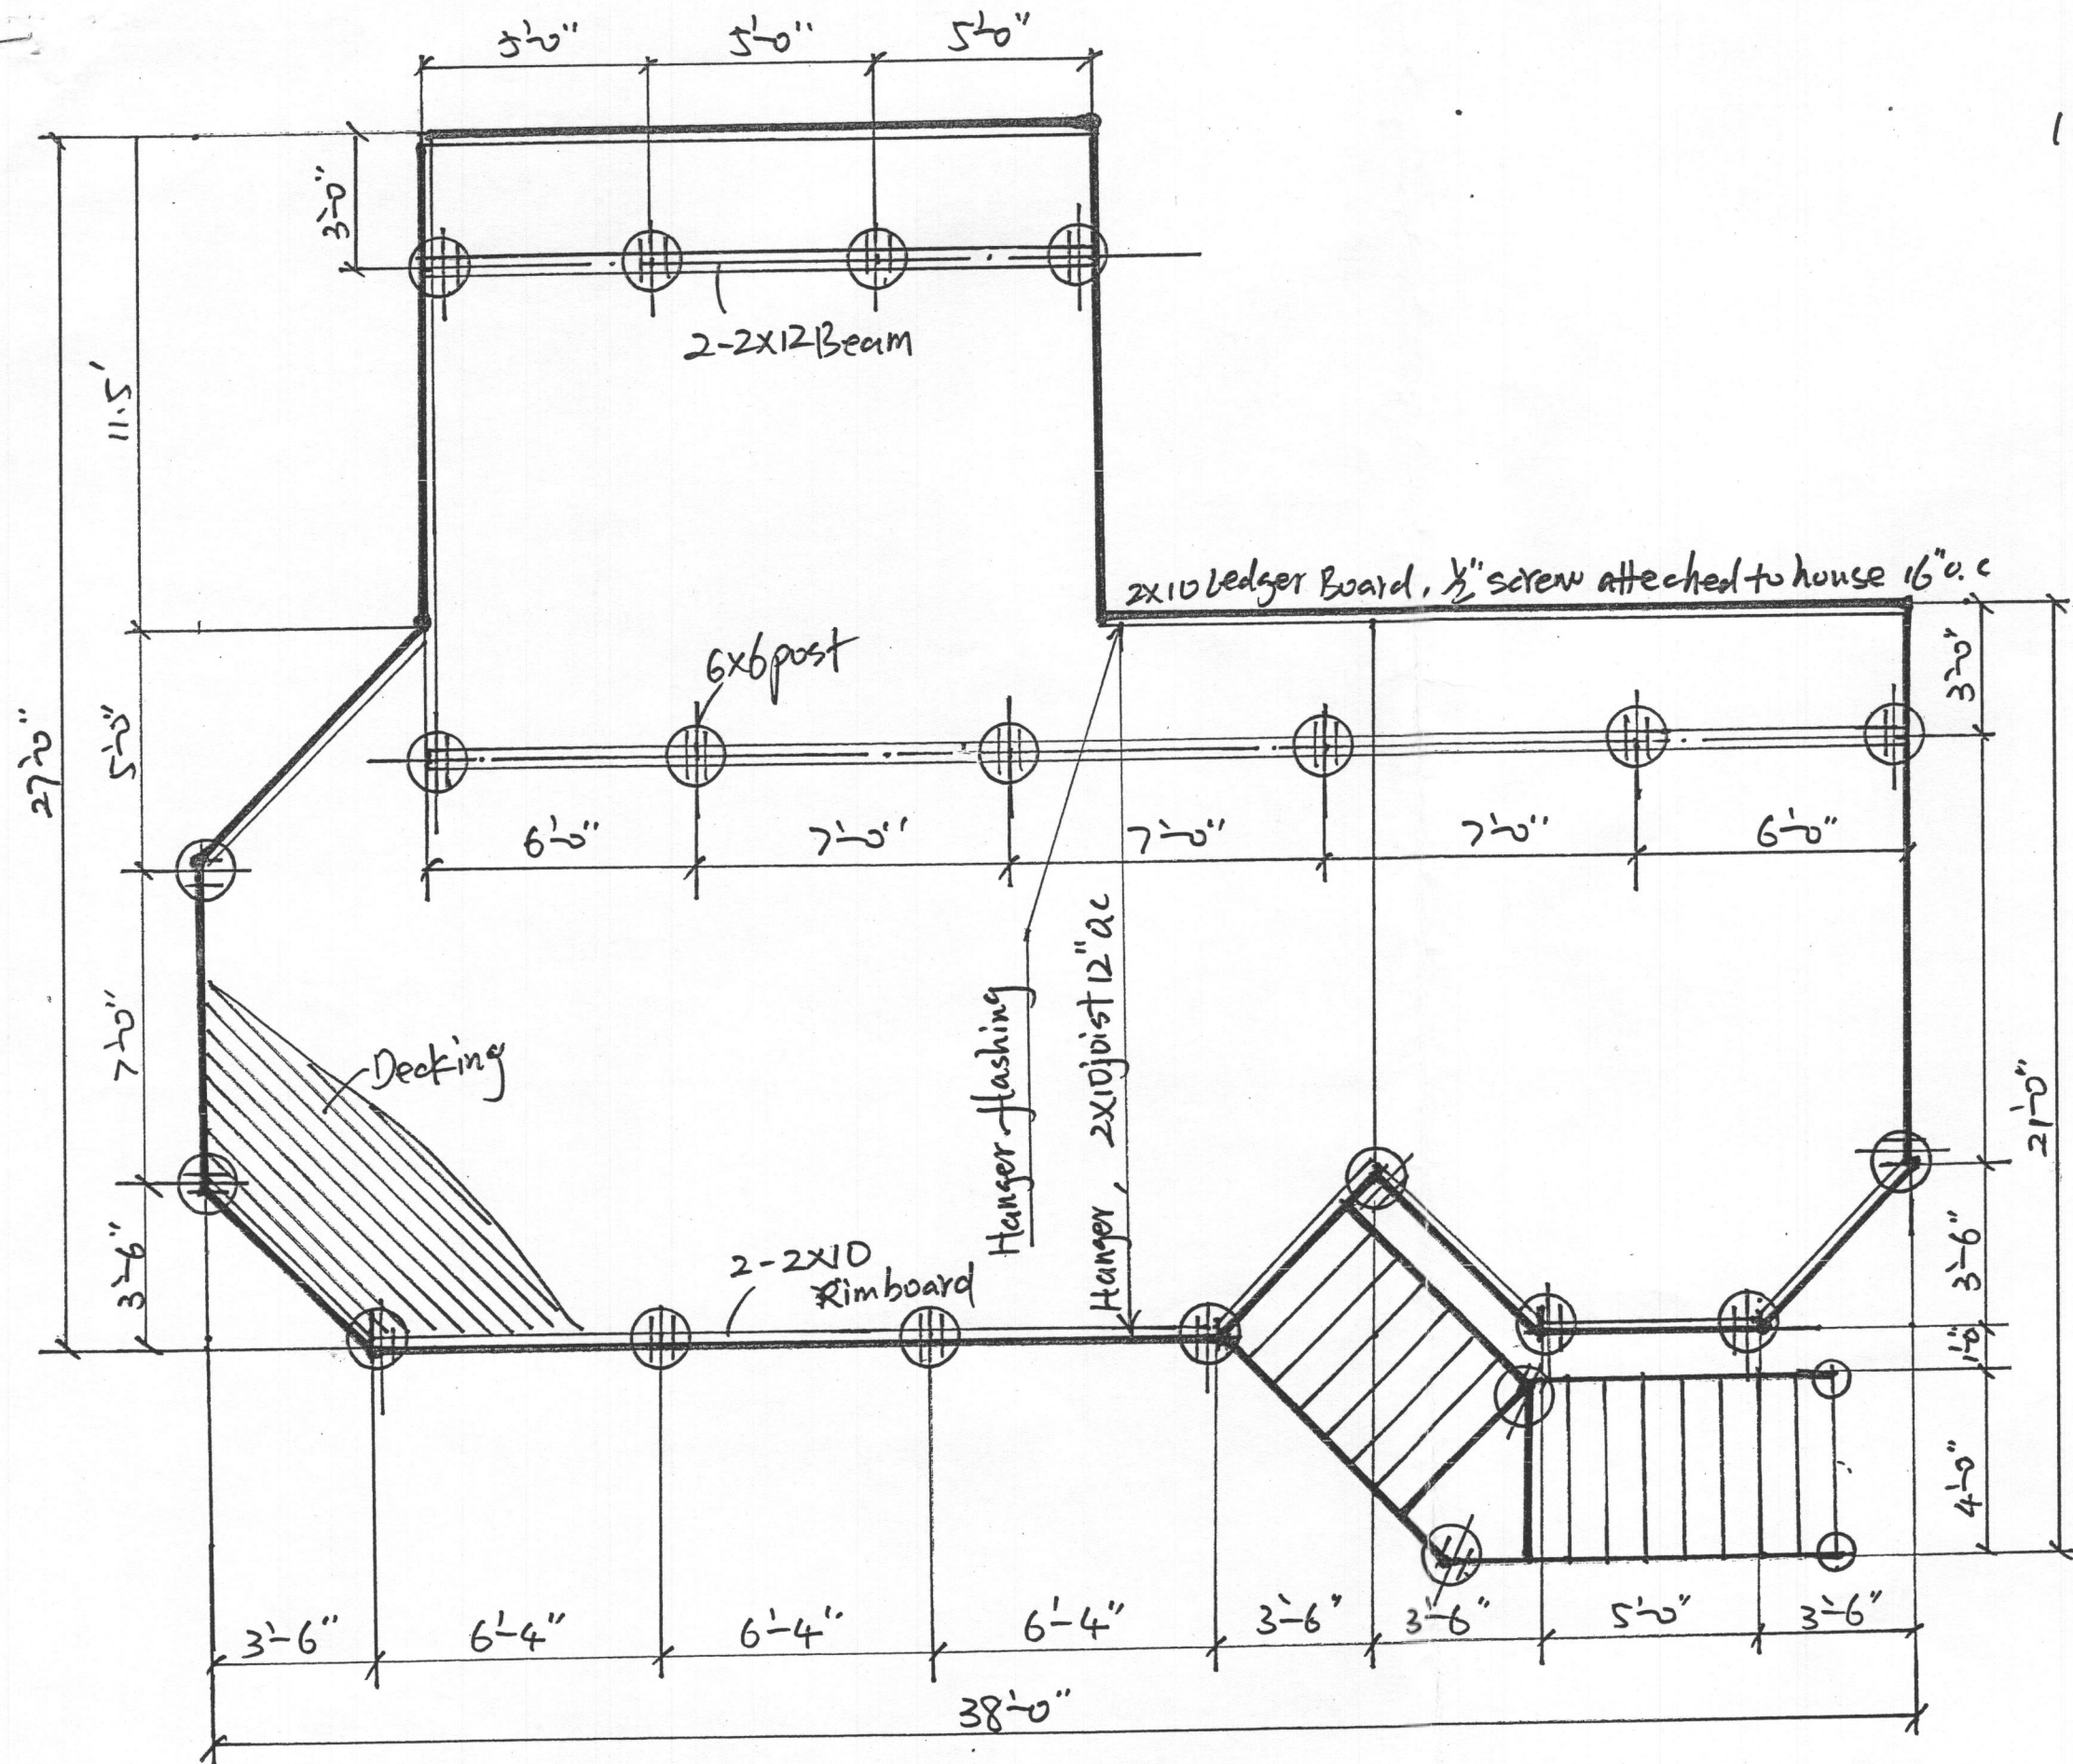 5'-0" 5'-0" 5'-0"
3'-0"
2-2x12 Beam
11.5'
2x10 Ledger Board, ½" screw atteched to house 16" o.c
3'-0"
6x6 post
27'-0"
5'-0"
6'-0" 7'-0" 7'-0" 7'-0" 6'-0"
7'-0"
Decking
Hanger flashing
Hanger, 2x10 joist 12" oc
21'-0"
3'-6"
2-2x10
Rimboard
3'-6"
1'-0"
4'-0"
3'-6" 6'-4" 6'-4" 6'-4" 3'-6" 3'-6" 5'-0" 3'-6"
38'-0"